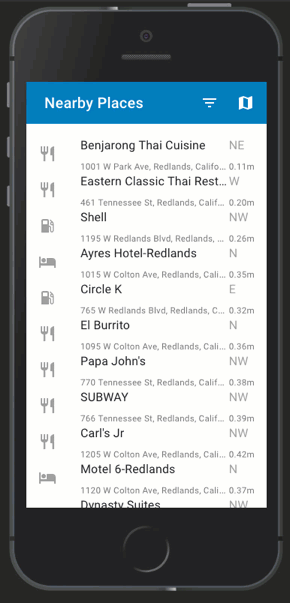 Nearby Places
Benjarong Thai Cuisine NE
1001 W Park Ave, Redlands, Califo... 0.11m
Eastern Classic Thai Rest... W
461 Tennessee St, Redlands, Calif... 0.20m
Shell NW
1195 W Redlands Blvd, Redlands, ... 0.26m
Ayres Hotel-Redlands N
1015 W Colton Ave, Redlands, Cali... 0.35m
Circle K E
765 W Redlands Blvd, Redlands, C... 0.32m
El Burrito N
1095 W Colton Ave, Redlands, Cali... 0.36m
Papa John's NW
770 Tennessee St, Redlands, Calif... 0.38m
SUBWAY NW
766 Tennessee St, Redlands, Calif... 0.39m
Carl's Jr NW
1205 W Colton Ave, Redlands, Cali... 0.42m
Motel 6-Redlands N
1120 W Colton Ave, Redlands, Cali... 0.37m
Dynasty Suites NW